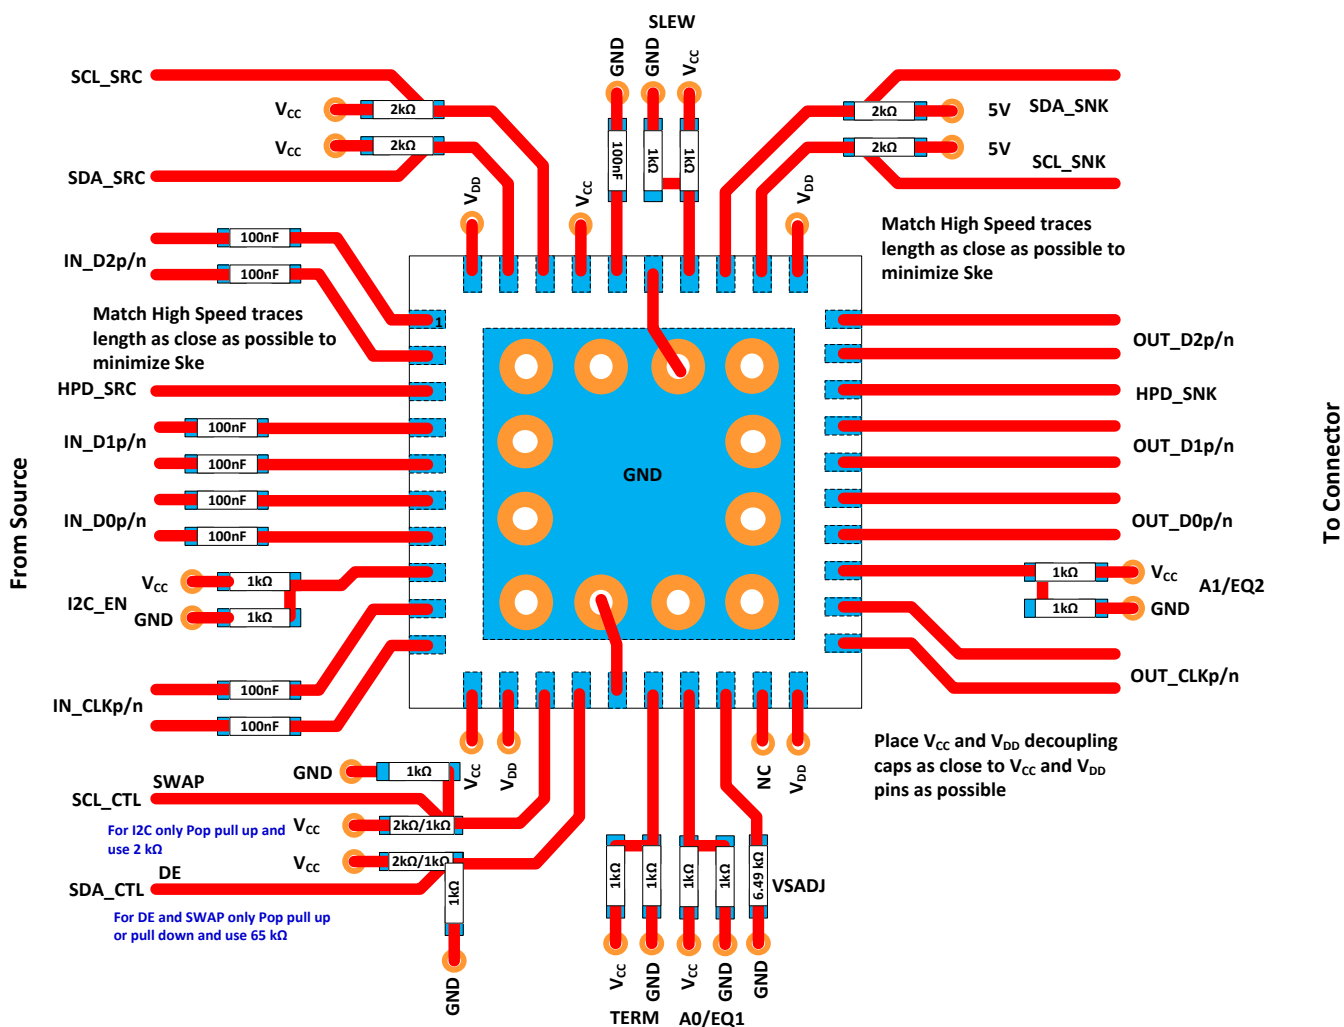 SLEW
GND
GND
VCC
SCL_SRC
VCC
2kΩ
2kΩ
5V
SDA_SNK
VCC
2kΩ
2kΩ
5V
SCL_SNK
100nF
1kΩ
1kΩ
SDA_SRC
VDD
VCC
VDD
IN_D2p/n
100nF
100nF
Match High Speed traces
length as close as possible to
minimize Ske
Match High Speed traces
length as close as possible to
minimize Ske
1
OUT_D2p/n
HPD_SRC
HPD_SNK
IN_D1p/n
100nF
100nF
OUT_D1p/n
GND
IN_D0p/n
100nF
100nF
OUT_D0p/n
From Source
To Connector
VCC
1kΩ
I2C_EN
GND
1kΩ
1kΩ
VCC
A1/EQ2
1kΩ
GND
IN_CLKp/n
100nF
100nF
OUT_CLKp/n
VCC
VDD
NC
VDD
Place VCC and VDD decoupling
caps as close to VCC and VDD
pins as possible
GND
1kΩ
SWAP
SCL_CTL
VCC
2kΩ/1kΩ
For I2C only Pop pull up and
use 2 kΩ
VCC
2kΩ/1kΩ
DE
SDA_CTL
1kΩ
For DE and SWAP only Pop pull up
or pull down and use 65 kΩ
GND
1kΩ
1kΩ
1kΩ
1kΩ
6.49 kΩ
VSADJ
VCC
GND
VCC
GND
GND
TERM
A0/EQ1